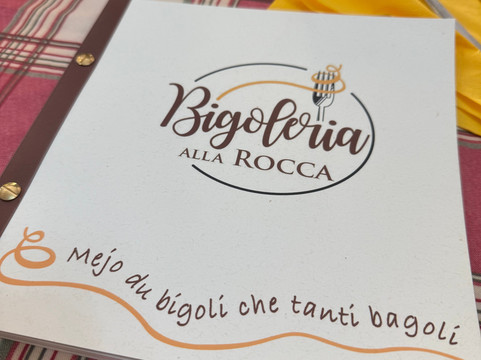 Bigoleria
ALLA ROCCA
Mejo du bigoli che tanti bagoli